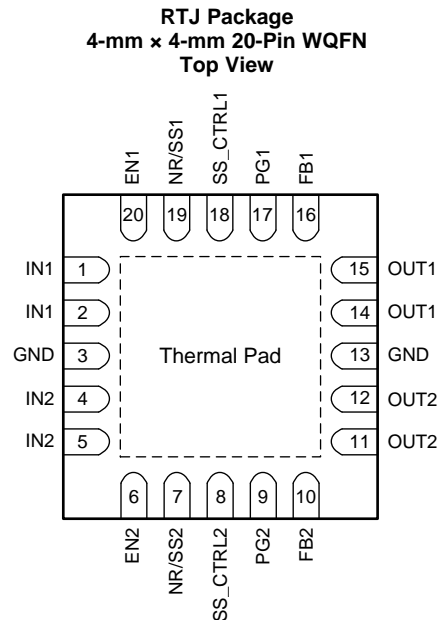 RTJ Package
4-mm × 4-mm 20-Pin WQFN
Top View
EN1
NR/SS1
SS_CTRL1
PG1
FB1
20
19
18
17
16
IN1 1
15 OUT1
IN1 2
14 OUT1
GND 3
Thermal Pad
13 GND
IN2 4
12 OUT2
IN2 5
11 OUT2
6
7
8
9
10
EN2
NR/SS2
SS_CTRL2
PG2
FB2